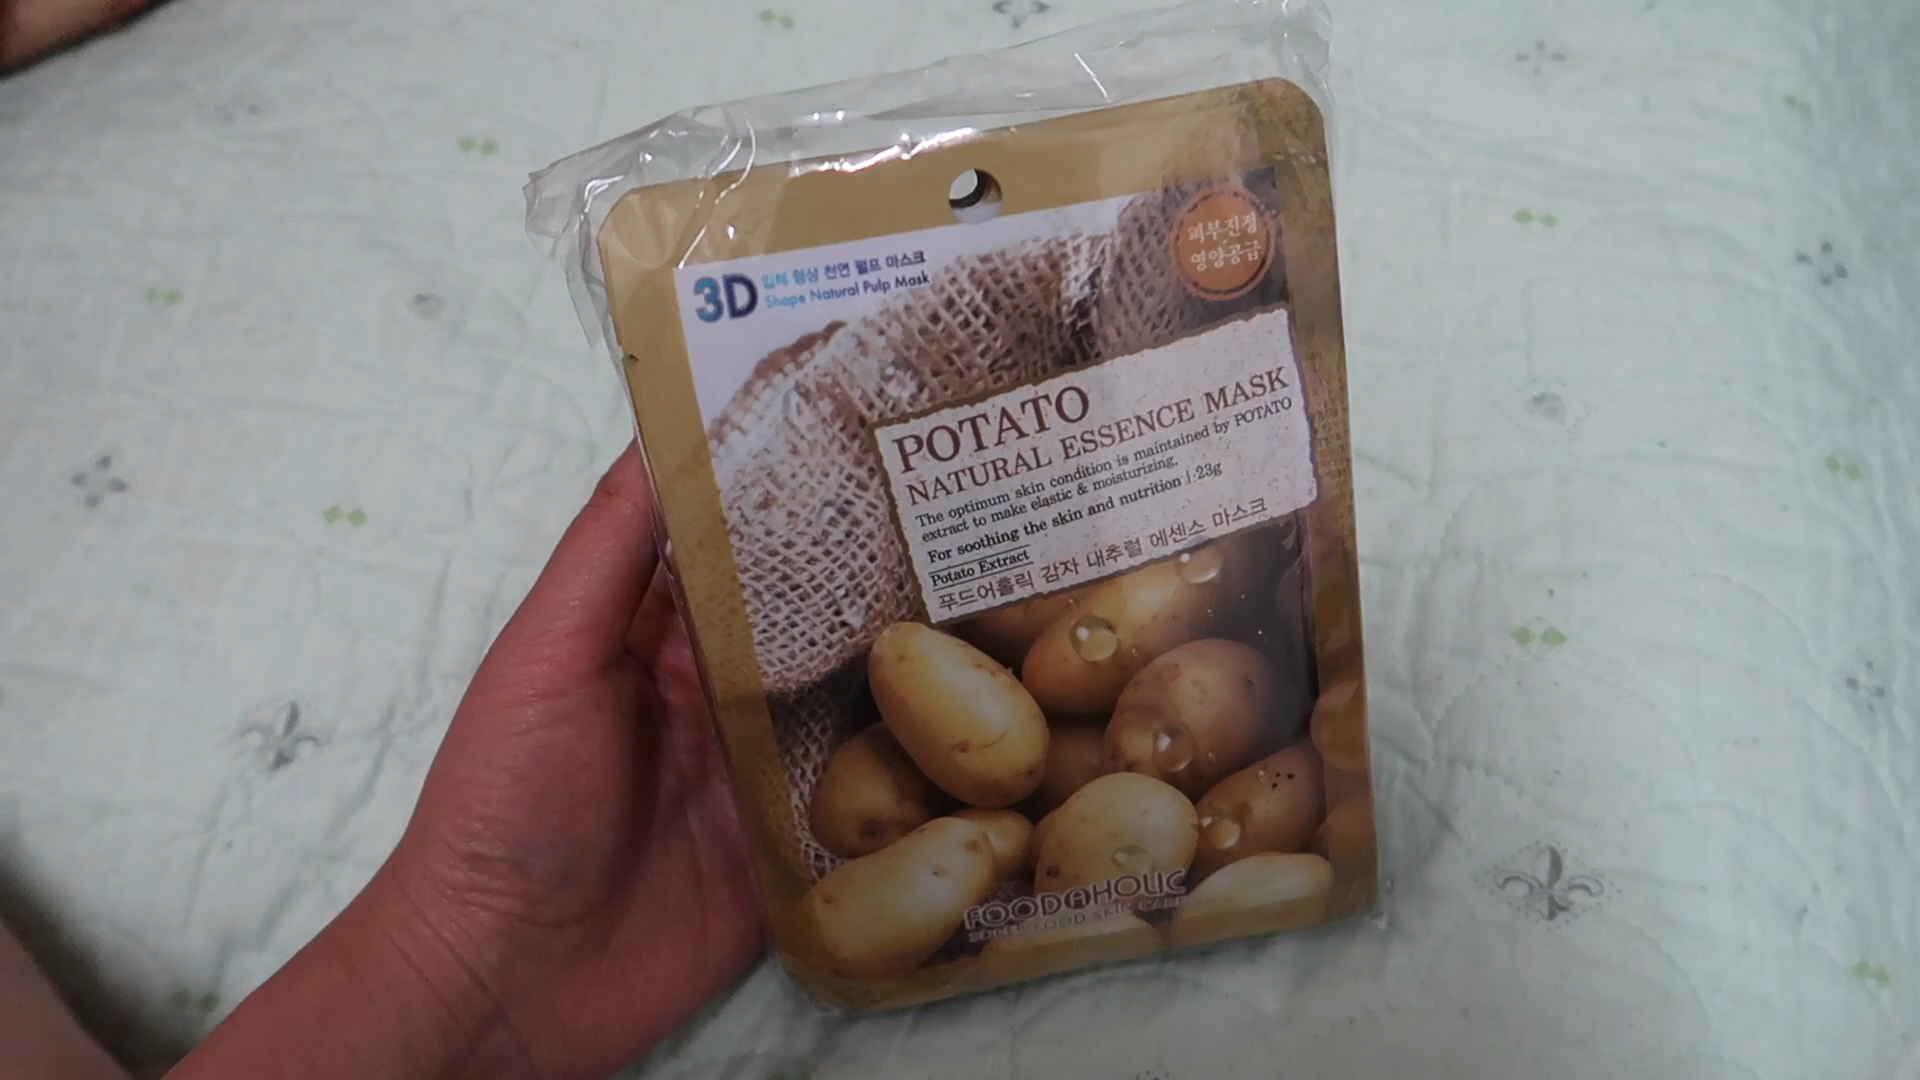 3D 입체 형상 천연 펄프 마스크
Shape Natural Pulp Mask
피부진정
영양공급
POTATO
NATURAL ESSENCE MASK
The optimum skin condition is maintained by POTATO
extract to make elastic & moisturizing.
For soothing the skin and nutrition | 23g
Potato Extract
푸드어홀릭 감자 내추럴 에센스 마스크
FOODAHOLIC
FOOD SKIN CARE